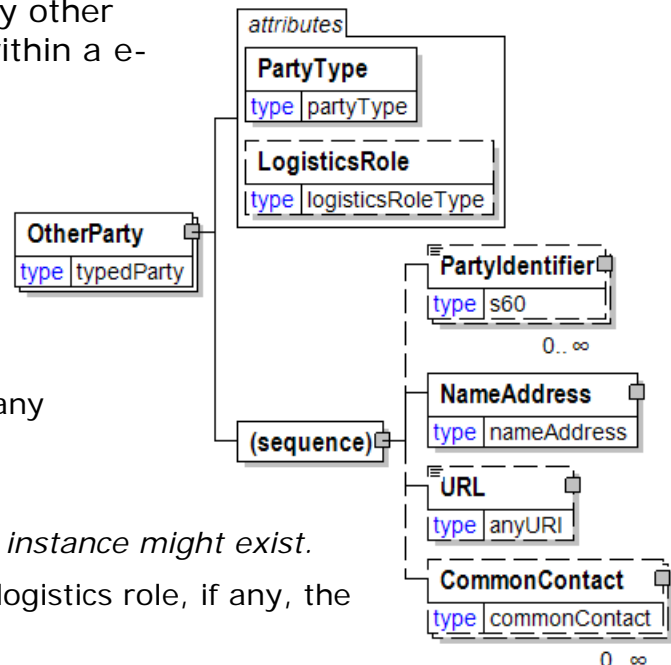 y other
ithin a e-
attributes
PartyType
type partyType
LogisticsRole
type logisticsRoleType
OtherParty
type typedParty
PartyIdentifier
type s60
0.. ∞
any
NameAddress
type nameAddress
(sequence)
URL
type anyURI
instance might exist.
logistics role, if any, the
CommonContact
type commonContact
0.. ∞